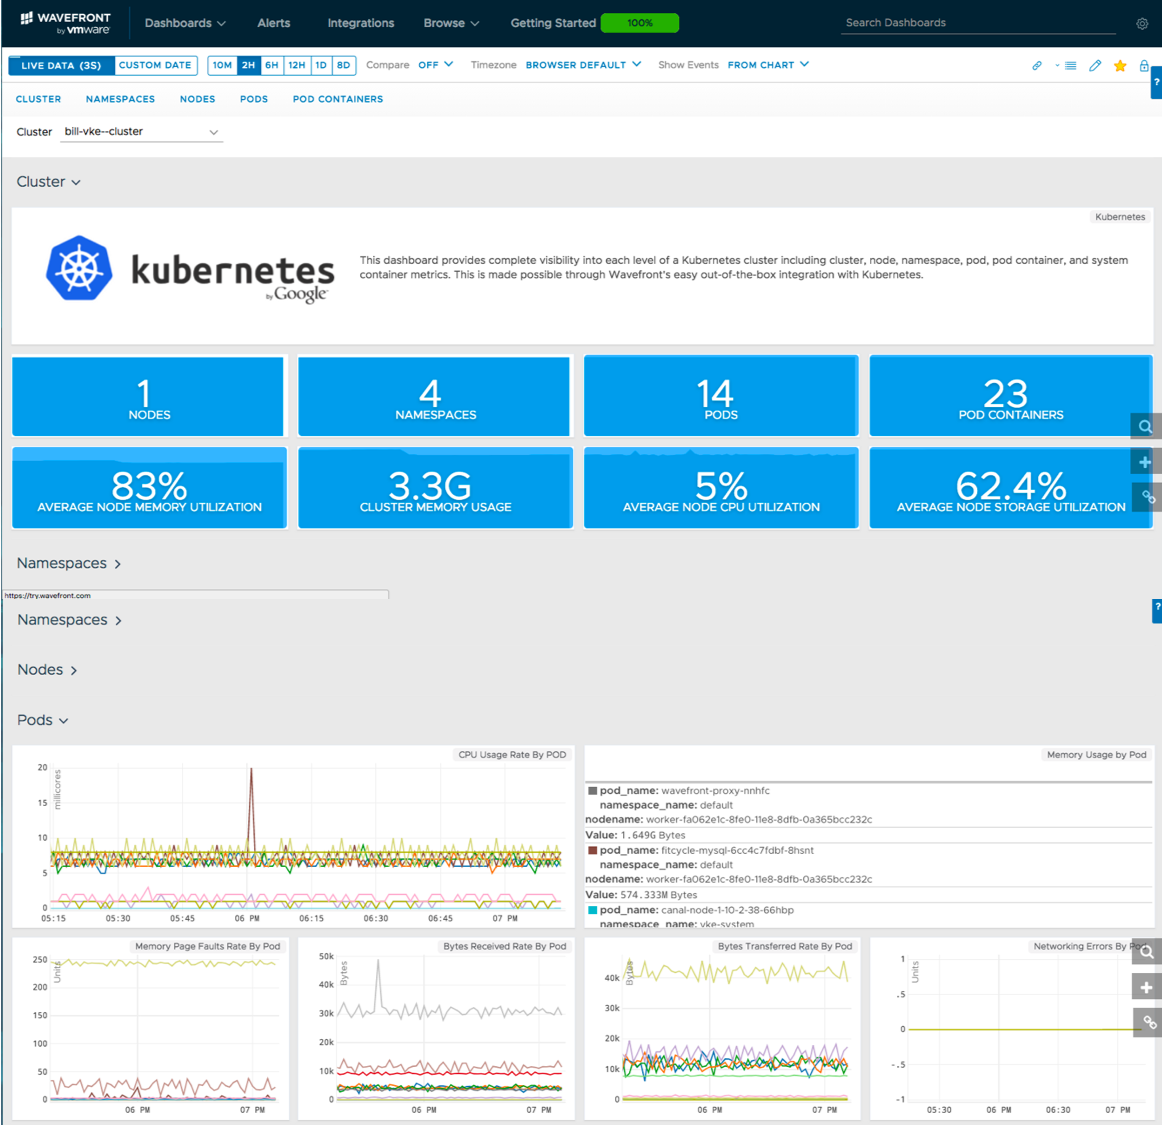 WAVEFRONT
by vmware
Dashboards
Alerts
Integrations
Browse
Getting Started
100%
Search Dashboards
LIVE DATA (3S)
CUSTOM DATE
10M 2H 6H 12H 1D 8D
Compare OFF
Timezone BROWSER DEFAULT
Show Events FROM CHART
?
CLUSTER NAMESPACES NODES PODS POD CONTAINERS
Cluster bill-vke--cluster
Cluster
Kubernetes
kubernetes
by Google
This dashboard provides complete visibility into each level of a Kubernetes cluster including cluster, node, namespace, pod, pod container, and system
container metrics. This is made possible through Wavefront's easy out-of-the-box integration with Kubernetes.
1
NODES
4
NAMESPACES
14
PODS
23
POD CONTAINERS
83%
AVERAGE NODE MEMORY UTILIZATION
3.3G
CLUSTER MEMORY USAGE
5%
AVERAGE NODE CPU UTILIZATION
62.4%
AVERAGE NODE STORAGE UTILIZATION
Namespaces
https://try.wavefront.com
Namespaces
?
Nodes
Pods
CPU Usage Rate By POD
millicores
20
15
10
5
0
05:15 05:30 05:45 06 PM 06:15 06:30 06:45 07 PM
Memory Usage by Pod
pod_name: wavefront-proxy-nnhfc
namespace_name: default
nodename: worker-fa062e1c-8fe0-11e8-8dfb-0a365bcc232c
Value: 1.649G Bytes
pod_name: fitcycle-mysql-6cc4c7fdbf-8hsnt
namespace_name: default
nodename: worker-fa062e1c-8fe0-11e8-8dfb-0a365bcc232c
Value: 574.333M Bytes
pod_name: canal-node-1-10-2-38-66hbp
namespace_name: vke-system
Memory Page Faults Rate By Pod
Units
250
200
150
100
50
0
06 PM 07 PM
Bytes Received Rate By Pod
Bytes
50k
40k
30k
20k
10k
0
06 PM 07 PM
Bytes Transferred Rate By Pod
Bytes
40k
30k
20k
10k
0
06 PM 07 PM
Networking Errors By Pod
Units
1
.5
0
-.5
-1
05:30 06 PM 06:30 07 PM